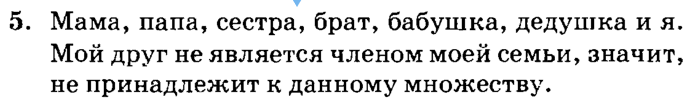 5. Мама, папа, сестра, брат, бабушка, дедушка и я.
Мой друг не является членом моей семьи, значит,
не принадлежит к данному множеству.